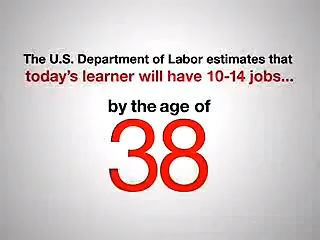 The U.S. Department of Labor estimates that
today's learner will have 10-14 jobs...
by the age of
38